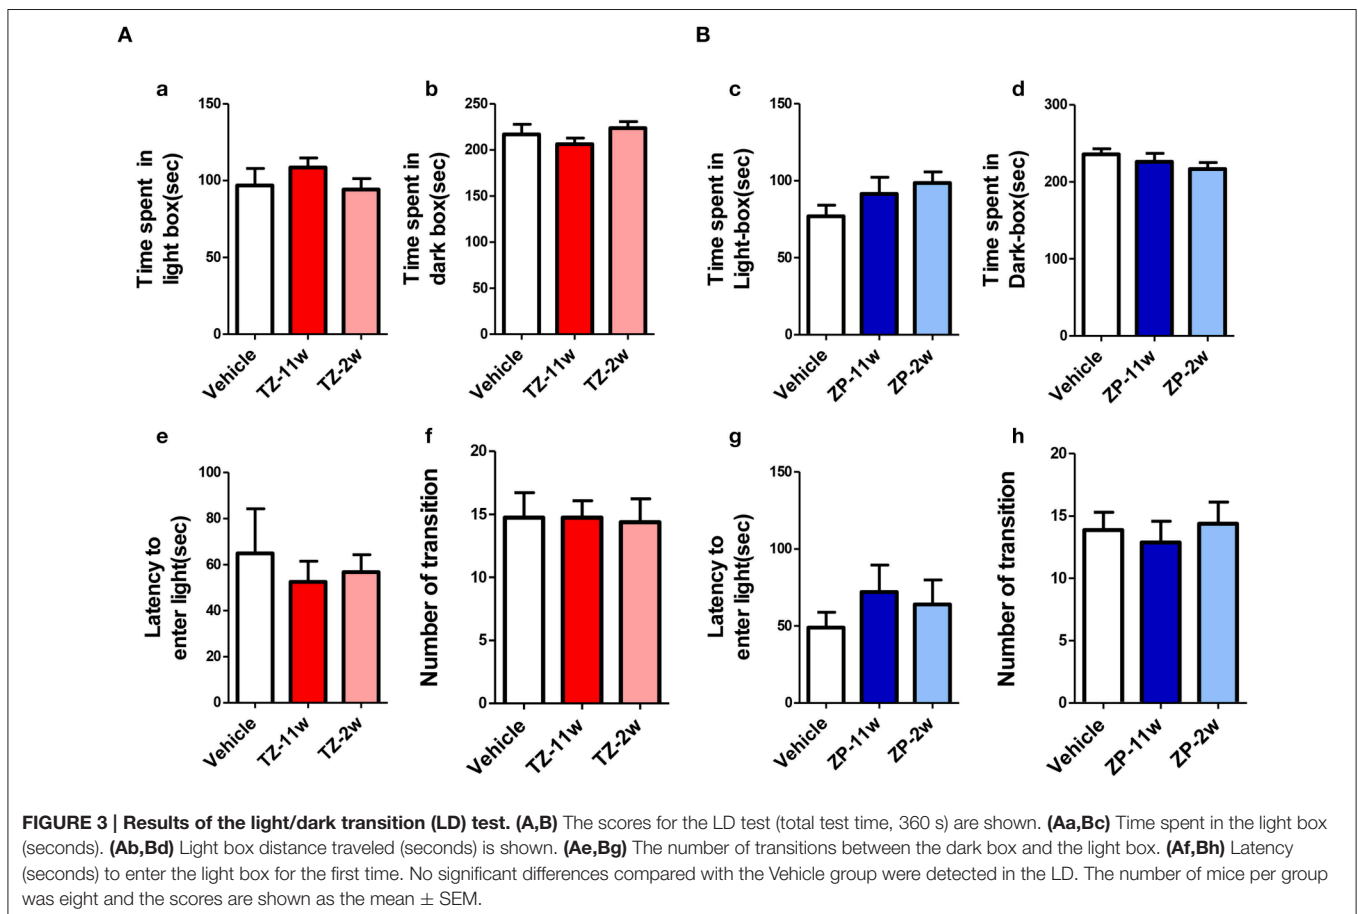 A
B
a
Time spent in
light box(sec)
150
100
50
0
Vehicle
TZ-11w
TZ-2w
b
Time spent in
dark box(sec)
250
200
150
100
50
0
Vehicle
TZ-11w
TZ-2w
c
Time spent in
Light-box(sec)
150
100
50
0
Vehicle
ZP-11w
ZP-2w
d
Time spent in
Dark-box(sec)
300
200
100
0
Vehicle
ZP-11w
ZP-2w
e
Latency to
enter light(sec)
100
80
60
40
60
0
Vehicle
TZ-11w
TZ-2w
f
Number of transition
20
15
10
5
0
Vehicle
TZ-11w
TZ-2w
g
Latency to
enter light(sec)
150
100
50
0
Vehicle
ZP-11w
ZP-2w
h
Number of transition
20
15
10
5
0
Vehicle
ZP-11w
ZP-2w
FIGURE 3 | Results of the light/dark transition (LD) test. (A,B) The scores for the LD test (total test time, 360 s) are shown. (Aa,Bc) Time spent in the light box
(seconds). (Ab,Bd) Light box distance traveled (seconds) is shown. (Ae,Bg) The number of transitions between the dark box and the light box. (Af,Bh) Latency
(seconds) to enter the light box for the first time. No significant differences compared with the Vehicle group were detected in the LD. The number of mice per group
was eight and the scores are shown as the mean ± SEM.